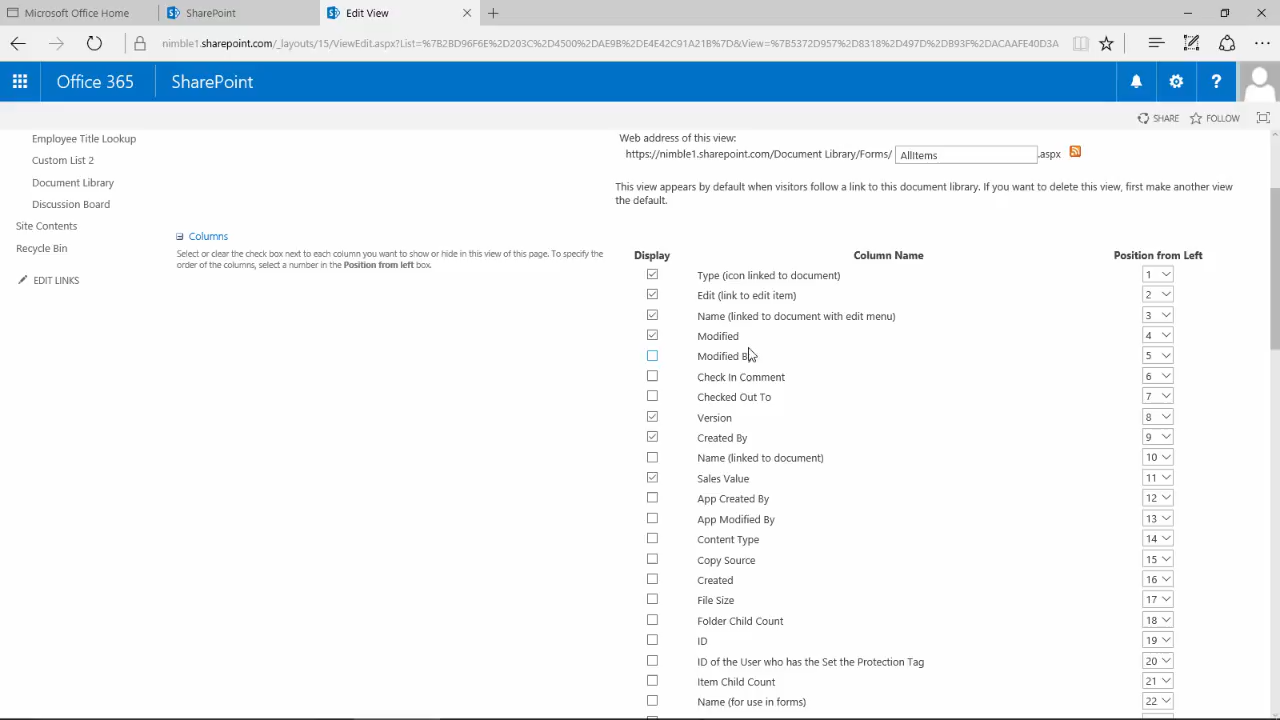 Microsoft Office Home
SharePoint
Edit View
nimble1.sharepoint.com/_layouts/15/ViewEdit.aspx?List=%7B2BD96F6E%2D203C%2D4500%2DAE9B%2DE4E42C91A21B%7D&View=%7B5372D957%2D8318%2D497D%2DB93F%2DACAAFE40D3A
Office 365
SharePoint
?
SHARE
FOLLOW
Employee Title Lookup
Custom List 2
Document Library
Discussion Board
Site Contents
Recycle Bin
EDIT LINKS
Web address of this view:
https://nimble1.sharepoint.com/Document Library/Forms/ AllItems .aspx
This view appears by default when visitors follow a link to this document library. If you want to delete this view, first make another view
the default.
Columns
Select or clear the check box next to each column you want to show or hide in this view of this page. To specify the
order of the columns, select a number in the Position from left box.
Display Column Name Position from Left
Type (icon linked to document) 1
Edit (link to edit item) 2
Name (linked to document with edit menu) 3
Modified 4
Modified By 5
Check In Comment 6
Checked Out To 7
Version 8
Created By 9
Name (linked to document) 10
Sales Value 11
App Created By 12
App Modified By 13
Content Type 14
Copy Source 15
Created 16
File Size 17
Folder Child Count 18
ID 19
ID of the User who has the Set the Protection Tag 20
Item Child Count 21
Name (for use in forms) 22